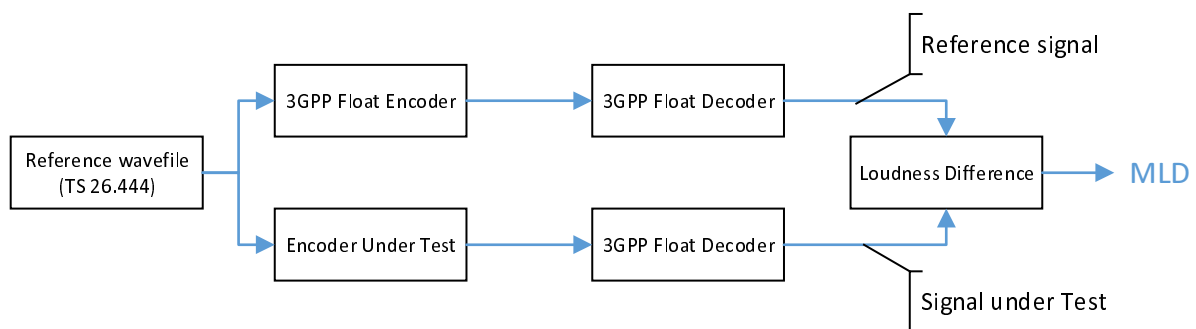 Reference signal
3GPP Float Encoder
3GPP Float Decoder
Reference wavefile
(TS 26.444)
Loudness Difference
MLD
Encoder Under Test
3GPP Float Decoder
Signal under Test